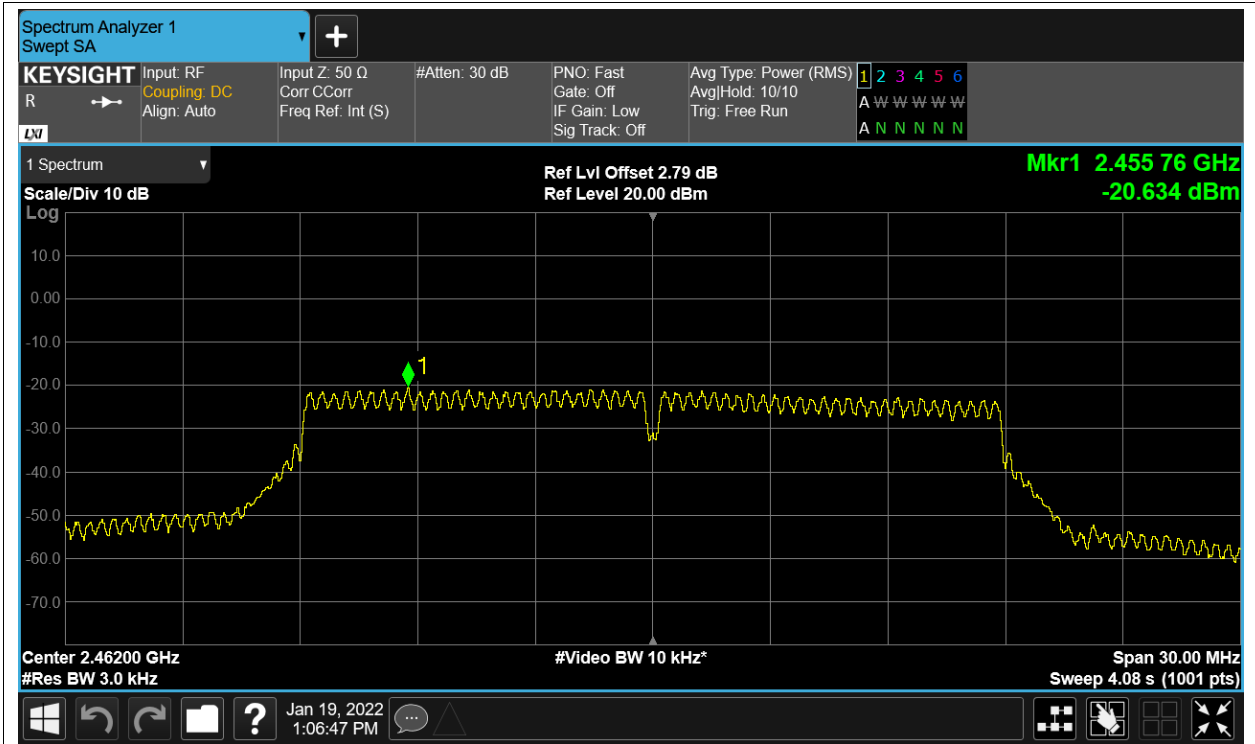 Spectrum Analyzer 1
Swept SA
KEYSIGHT
R
LXI
Input: RF
Coupling: DC
Align: Auto
Input Z: 50 Ω
Corr CCorr
Freq Ref: Int (S)
#Atten: 30 dB
PNO: Fast
Gate: Off
IF Gain: Low
Sig Track: Off
Avg Type: Power (RMS)
Avg|Hold: 10/10
Trig: Free Run
1 2 3 4 5 6
A W W W W W
A N N N N N
1 Spectrum
Scale/Div 10 dB
Log
Ref Lvl Offset 2.79 dB
Ref Level 20.00 dBm
Mkr1 2.455 76 GHz
-20.634 dBm
10.0
0.00
-10.0
-20.0
-30.0
-40.0
-50.0
-60.0
-70.0
1
Center 2.46200 GHz
#Res BW 3.0 kHz
#Video BW 10 kHz*
Span 30.00 MHz
Sweep 4.08 s (1001 pts)
?
Jan 19, 2022
1:06:47 PM